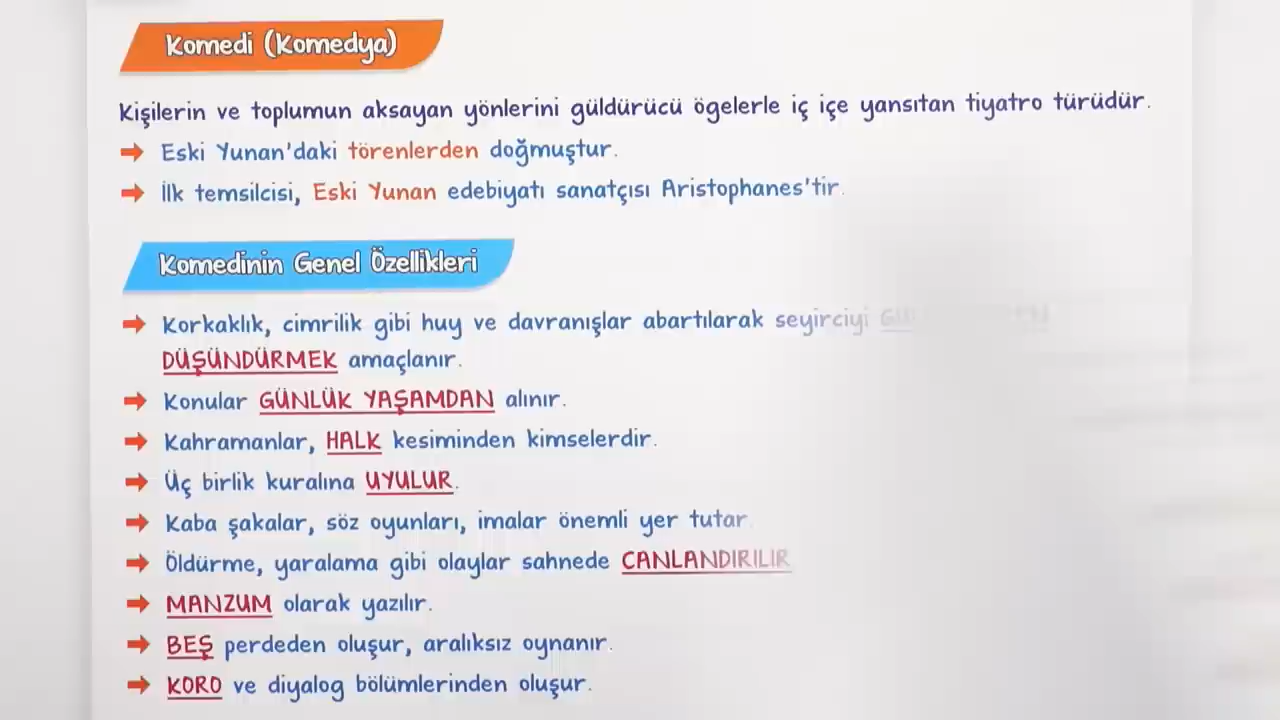 Komedi (Komedya)
Kişilerin ve toplumun aksayan yönlerini güldürücü ögelerle iç içe yansıtan tiyatro türüdür.
Eski Yunan'daki törenlerden doğmuştur.
İlk temsilcisi, Eski Yunan edebiyatı sanatçısı Aristophanes'tir.
Komedinin Genel Özellikleri
Korkaklık, cimrilik gibi huy ve davranışlar abartılarak seyirciyi
DÜŞÜNDÜRMEK amaçlanır.
Konular GÜNLÜK YAŞAMDAN alınır.
Kahramanlar, HALK kesiminden kimselerdir.
Üç birlik kuralına UYULUR.
Kaba şakalar, söz oyunları, imalar önemli yer tutar.
Öldürme, yaralama gibi olaylar sahnede CANLANDIRILIR
MANZUM olarak yazılır.
BEŞ perdeden oluşur, aralıksız oynanır.
KORO ve diyalog bölümlerinden oluşur.